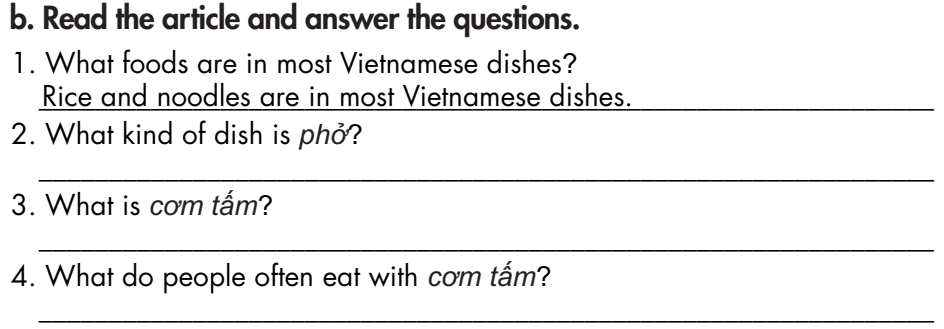 b. Read the article and answer the questions.
1. What foods are in most Vietnamese dishes?
Rice and noodles are in most Vietnamese dishes.
2. What kind of dish is phở?
3. What is cơm tấm?
4. What do people often eat with cơm tấm?